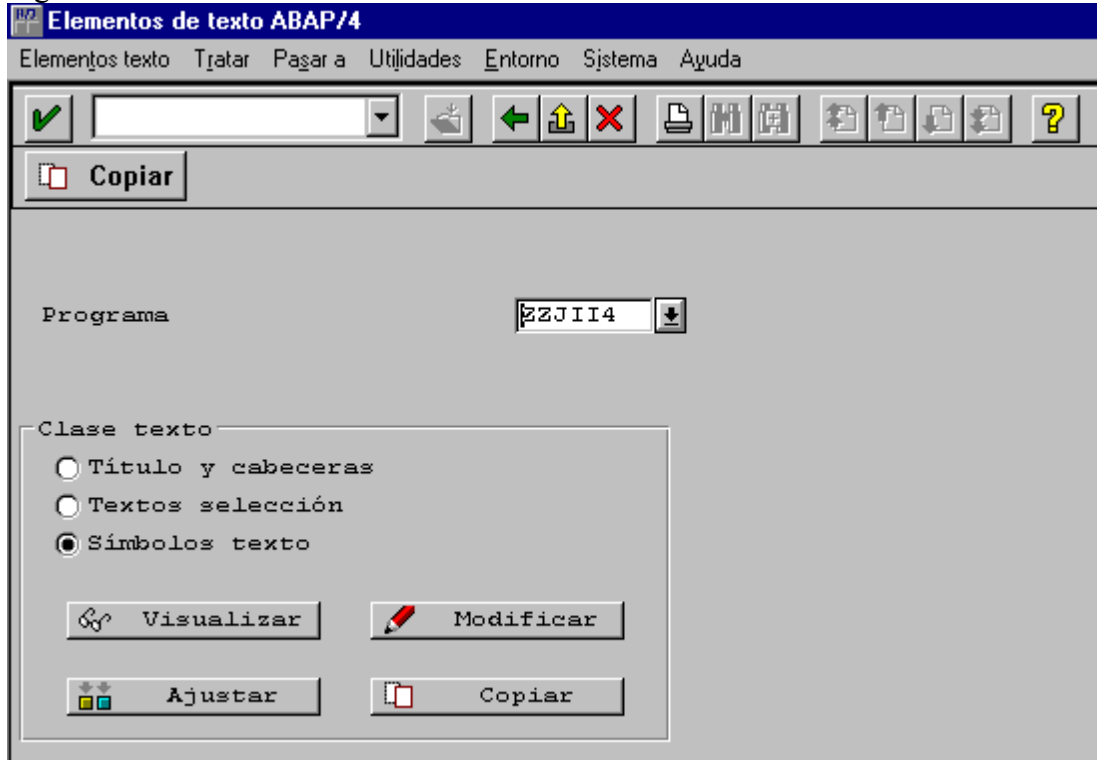 Elementos de texto ABAP/4
Elementos texto Tratar Pasar a Utilidades Entorno Sistema Ayuda
Copiar
Programa ZZJII4
Clase texto
Título y cabeceras
Textos selección
Símbolos texto
Visualizar Modificar
Ajustar Copiar